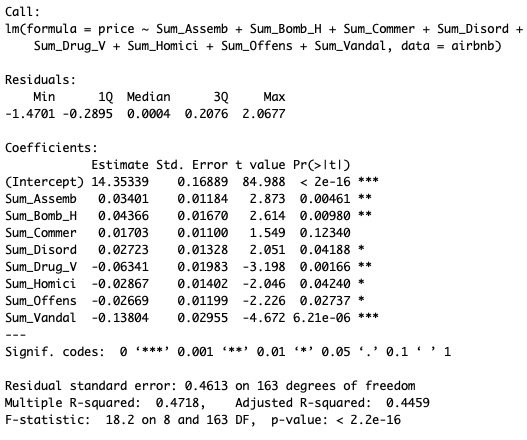 Call:
lm(formula = price ~ Sum_Assemb + Sum_Bomb_H + Sum_Commer + Sum_Disord +
    Sum_Drug_V + Sum_Homici + Sum_Offens + Sum_Vandal, data = airbnb)
Residuals:
    Min      1Q  Median      3Q     Max
-1.4701 -0.2895  0.0004  0.2076  2.0677
Coefficients:
            Estimate Std. Error t value Pr(>|t|)
(Intercept) 14.35339    0.16889  84.988  < 2e-16 ***
Sum_Assemb   0.03401    0.01184   2.873  0.00461 **
Sum_Bomb_H   0.04366    0.01670   2.614  0.00980 **
Sum_Commer   0.01703    0.01100   1.549  0.12340
Sum_Disord   0.02723    0.01328   2.051  0.04188 *
Sum_Drug_V  -0.06341    0.01983  -3.198  0.00166 **
Sum_Homici  -0.02867    0.01402  -2.046  0.04240 *
Sum_Offens  -0.02669    0.01199  -2.226  0.02737 *
Sum_Vandal  -0.13804    0.02955  -4.672 6.21e-06 ***
---
Signif. codes:  0 ‘***’ 0.001 ‘**’ 0.01 ‘*’ 0.05 ‘.’ 0.1 ‘ ’ 1
Residual standard error: 0.4613 on 163 degrees of freedom
Multiple R-squared:  0.4718,    Adjusted R-squared:  0.4459
F-statistic:  18.2 on 8 and 163 DF,  p-value: < 2.2e-16